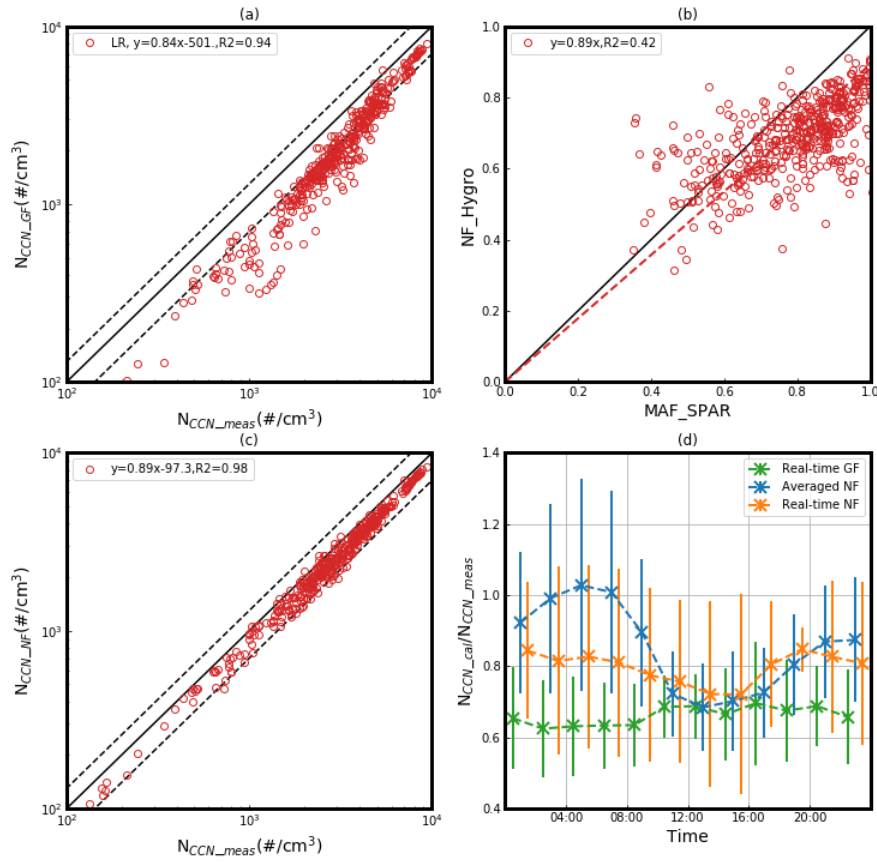 (a)
LR, y=0.84x-501.,R2=0.94
10^4
10^3
10^2
N_CCN_GF(#/cm^3)
10^2
10^3
10^4
N_CCN_meas(#/cm^3)
(b)
y=0.89x,R2=0.42
1.0
0.8
0.6
0.4
0.2
0.0
NF_Hygro
0.0
0.2
0.4
0.6
0.8
1.0
MAF_SPAR
(c)
y=0.89x-97.3,R2=0.98
10^4
10^3
10^2
N_CCN_NF(#/cm^3)
10^2
10^3
10^4
N_CCN_meas(#/cm^3)
(d)
Real-time GF
Averaged NF
Real-time NF
1.4
1.2
1.0
0.8
0.6
0.4
N_CCN_cal/N_CCN_meas
04:00
08:00
12:00
16:00
20:00
Time